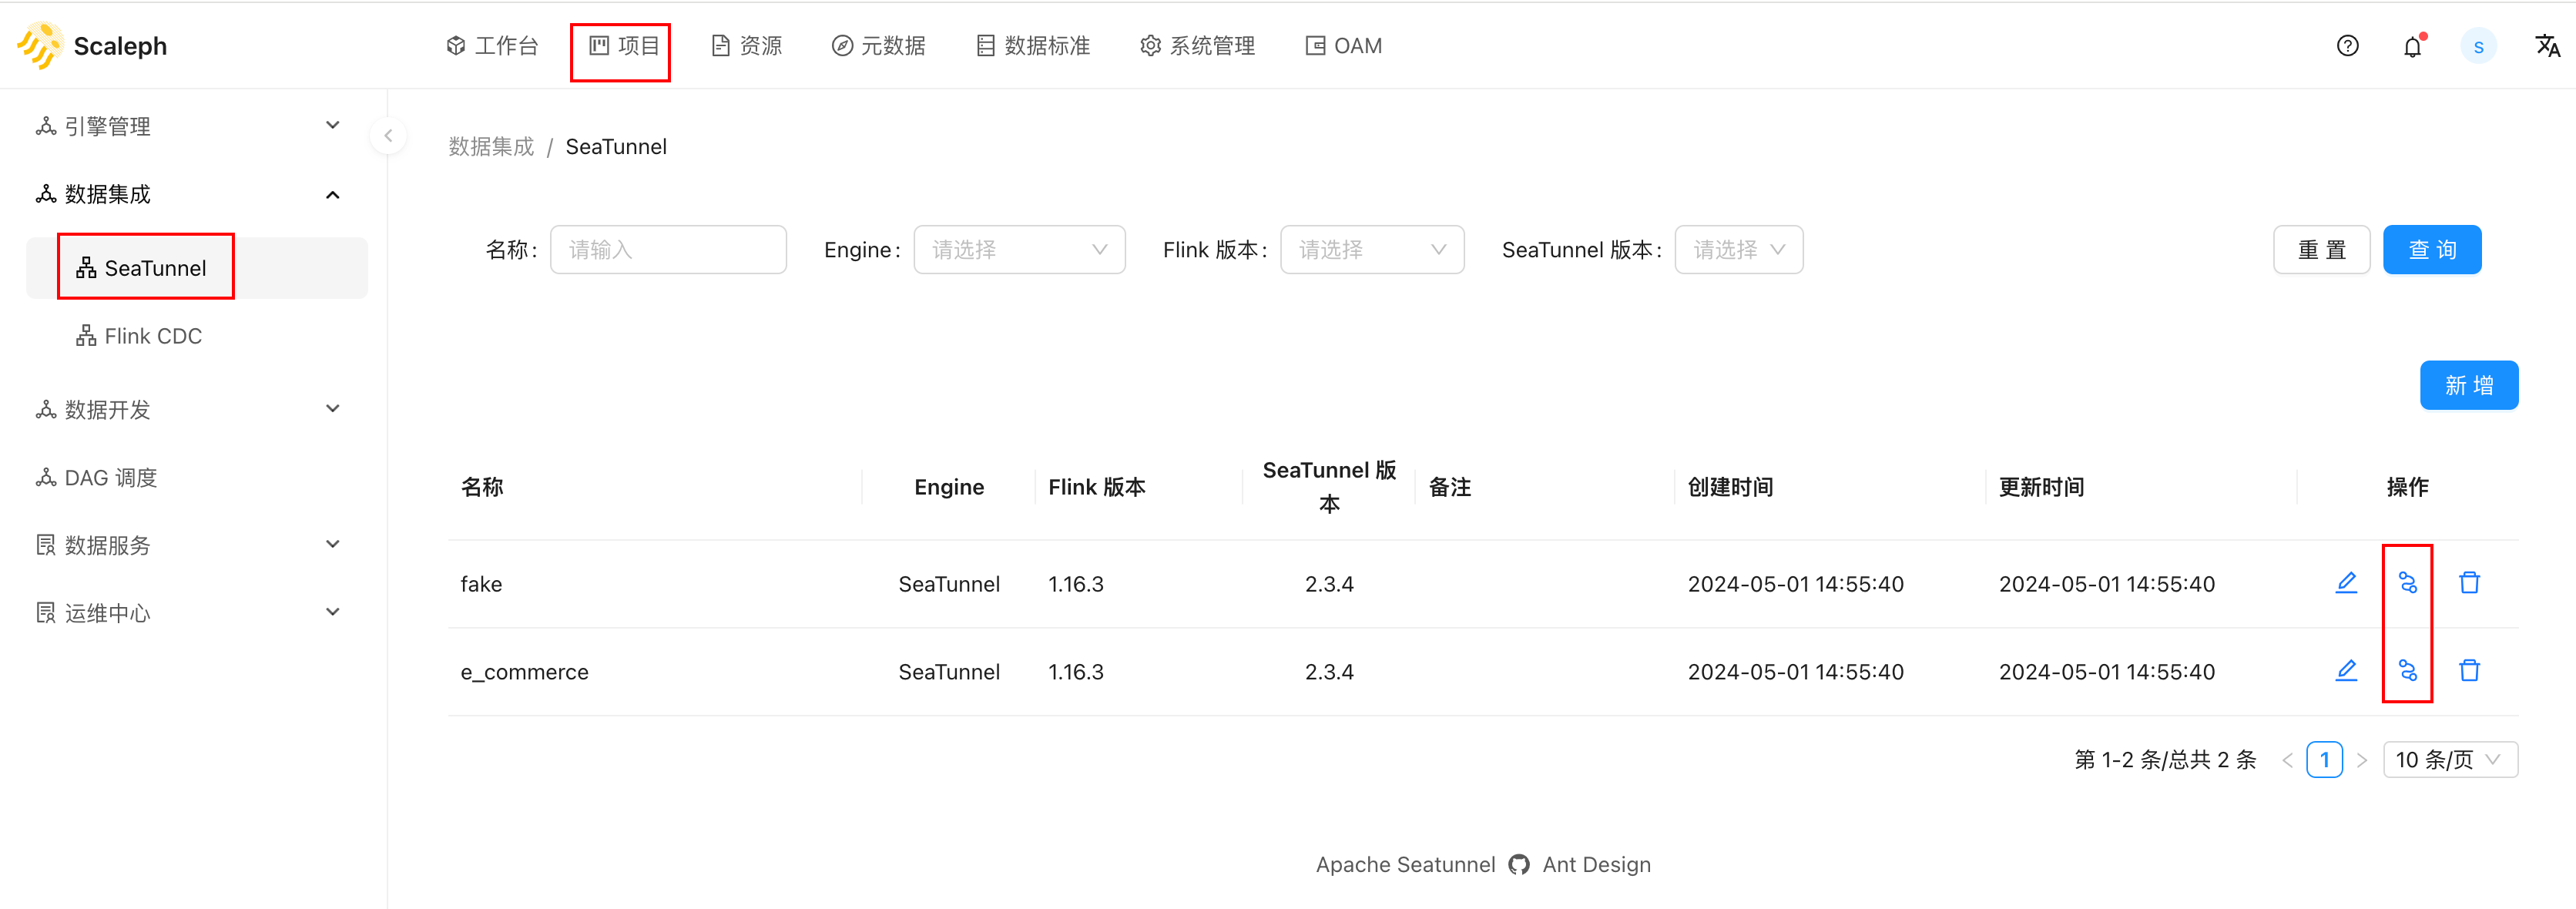 Scaleph
工作台 项目 资源 元数据 数据标准 系统管理 OAM
S
引擎管理
数据集成
SeaTunnel
Flink CDC
数据开发
DAG 调度
数据服务
运维中心
数据集成 / SeaTunnel
名称: 请输入 Engine: 请选择 Flink 版本: 请选择 SeaTunnel 版本: 请选择 重 置 查 询
新 增
名称 Engine Flink 版本 SeaTunnel 版本 备注 创建时间 更新时间 操作
fake SeaTunnel 1.16.3 2.3.4 2024-05-01 14:55:40 2024-05-01 14:55:40
e_commerce SeaTunnel 1.16.3 2.3.4 2024-05-01 14:55:40 2024-05-01 14:55:40
第 1-2 条/总共 2 条 < 1 > 10 条/页
Apache Seatunnel Ant Design